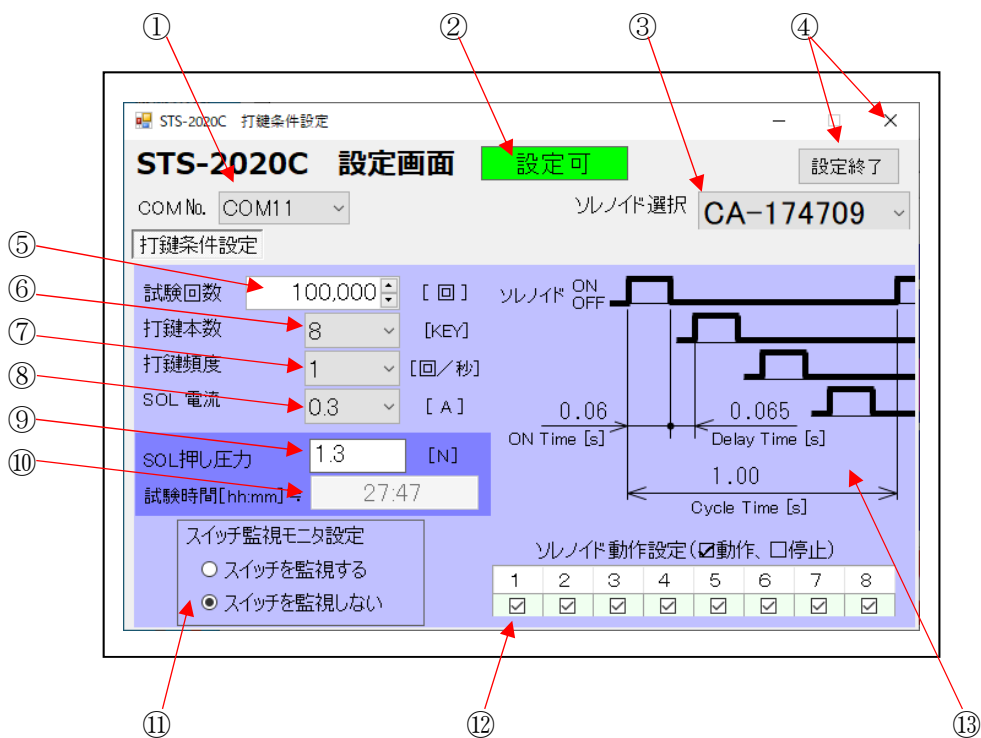 ① ② ③ ④
STS-2020C 打鍵条件設定
STS-2020C 設定画面 設定可 設定終了
COM No. COM11 ソレノイド選択 CA-174709
打鍵条件設定
⑤ 試験回数 100,000 [ 回 ] ソレノイド ON OFF
⑥ 打鍵本数 8 [KEY]
⑦ 打鍵頻度 1 [回/秒]
⑧ SOL 電流 0.3 [ A ]
0.06 0.065
ON Time [s] Delay Time [s]
⑨ SOL押し圧力 1.3 [N]
1.00
Cycle Time [s]
⑩ 試験時間[hh:mm]≒ 27:47
スイッチ監視モニタ設定
スイッチを監視する
スイッチを監視しない
ソレノイド動作設定(☑動作、□停止)
1 2 3 4 5 6 7 8
⑪ ⑫ ⑬